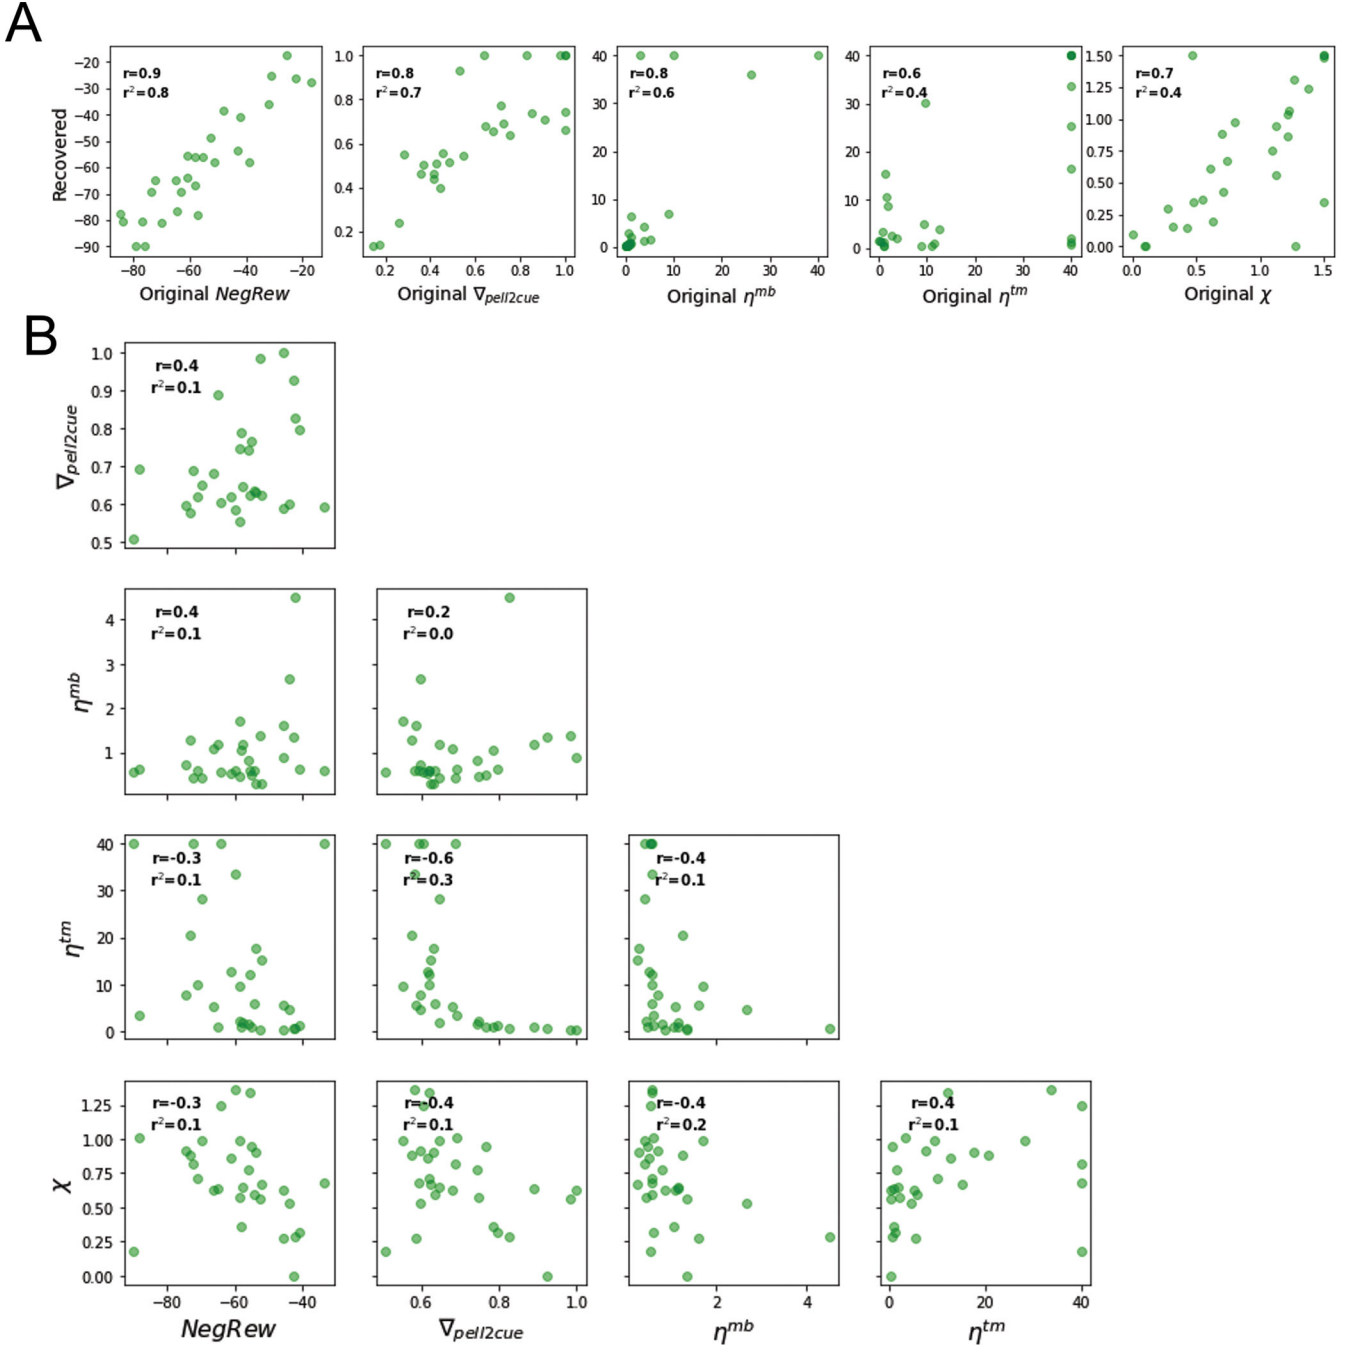 A
r=0.9
r²=0.8
Recovered
−20
−30
−40
−50
−60
−70
−80
−90
−80 −60 −40 −20
Original NegRew
r=0.8
r²=0.7
1.0
0.8
0.6
0.4
0.2
0.2 0.4 0.6 0.8 1.0
Original ∇pell2cue
r=0.8
r²=0.6
40
30
20
10
0
0 10 20 30 40
Original η^mb
r=0.6
r²=0.4
40
30
20
10
0
0 10 20 30 40
Original η^tm
r=0.7
r²=0.4
1.50
1.25
1.00
0.75
0.50
0.25
0.00
0.0 0.5 1.0 1.5
Original χ
B
r=0.4
r²=0.1
∇pell2cue
1.0
0.9
0.8
0.7
0.6
0.5
r=0.4
r²=0.1
η^mb
4
3
2
1
r=0.2
r²=0.0
r=-0.3
r²=0.1
η^tm
40
30
20
10
0
r=-0.6
r²=0.3
r=-0.4
r²=0.1
r=-0.3
r²=0.1
χ
1.25
1.00
0.75
0.50
0.25
0.00
−80 −60 −40
NegRew
r=-0.4
r²=0.1
0.6 0.8 1.0
∇pell2cue
r=-0.4
r²=0.2
2 4
η^mb
r=0.4
r²=0.1
0 20 40
η^tm